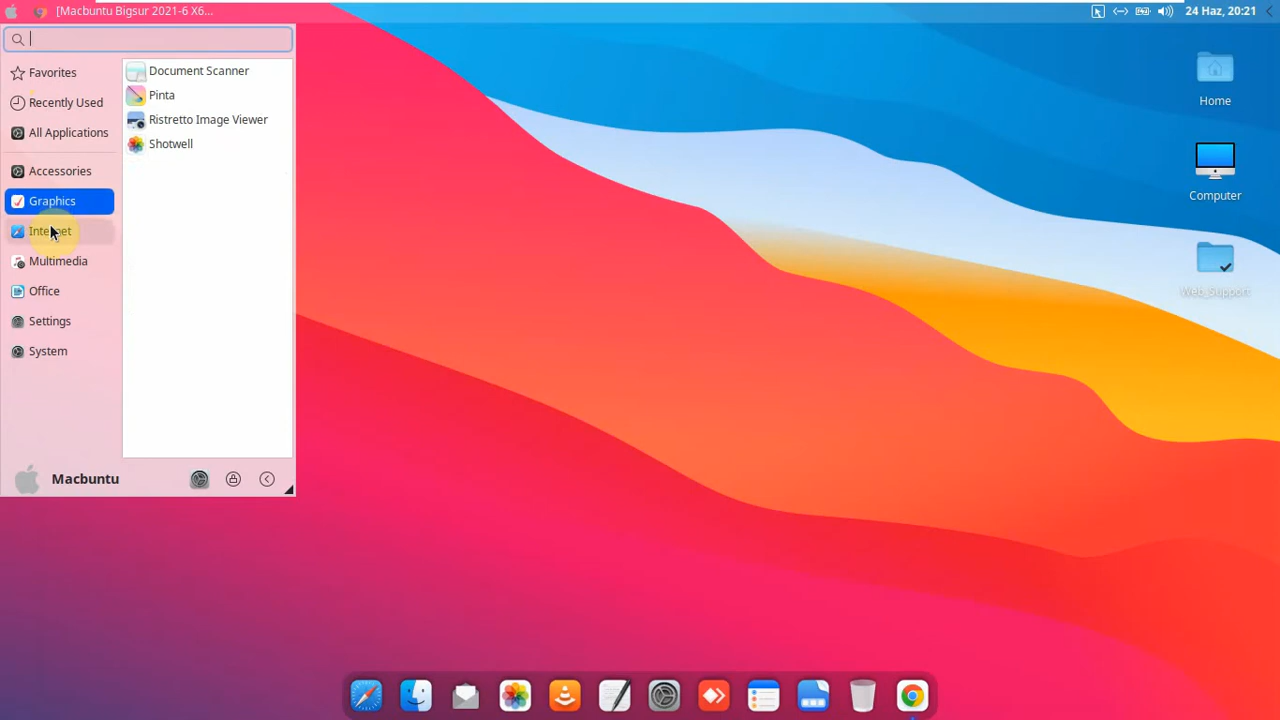 [Macbuntu Bigsur 2021-6 X6...
24 Haz, 20:21
Favorites
Recently Used
All Applications
Accessories
Graphics
Internet
Multimedia
Office
Settings
System
Document Scanner
Pinta
Ristretto Image Viewer
Shotwell
Macbuntu
Home
Computer
Web_Support